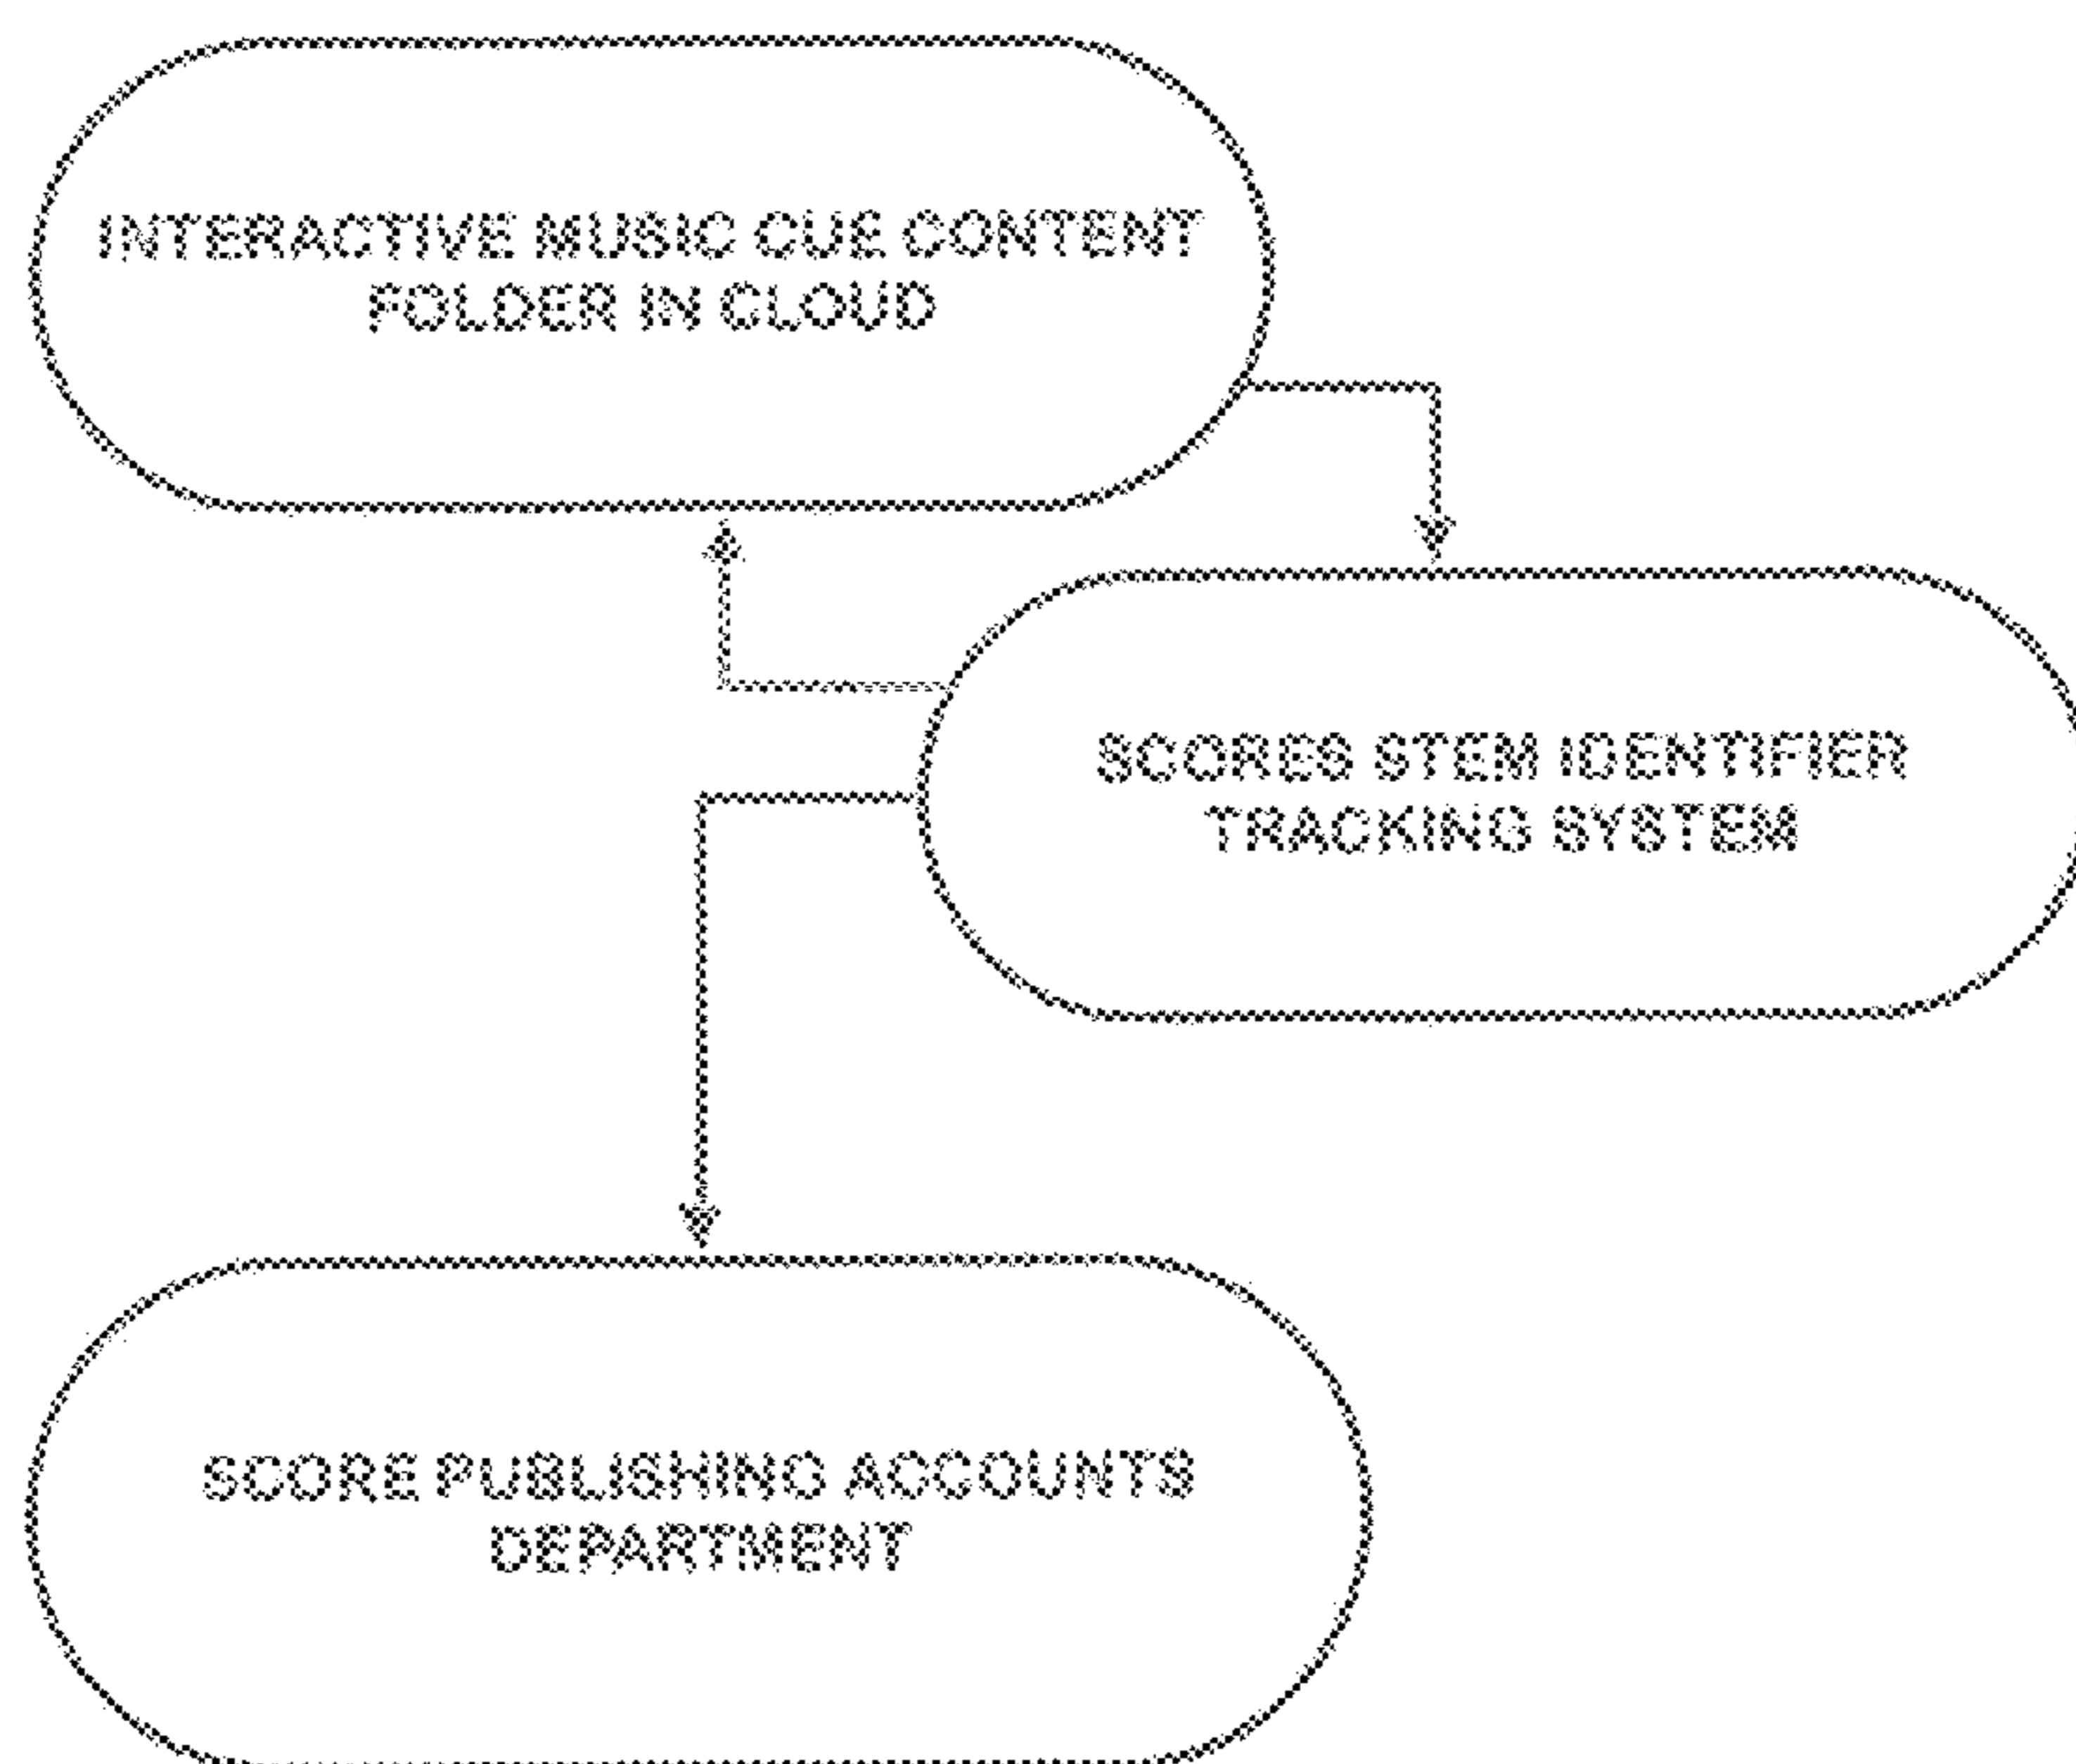 INTERACTIVE MUSIC CUE CONTENT
FOLDER IN CLOUD
SCORES STEM IDENTIFIER
TRACKING SYSTEM
SCORE PUBLISHING ACCOUNTS
DEPARTMENT